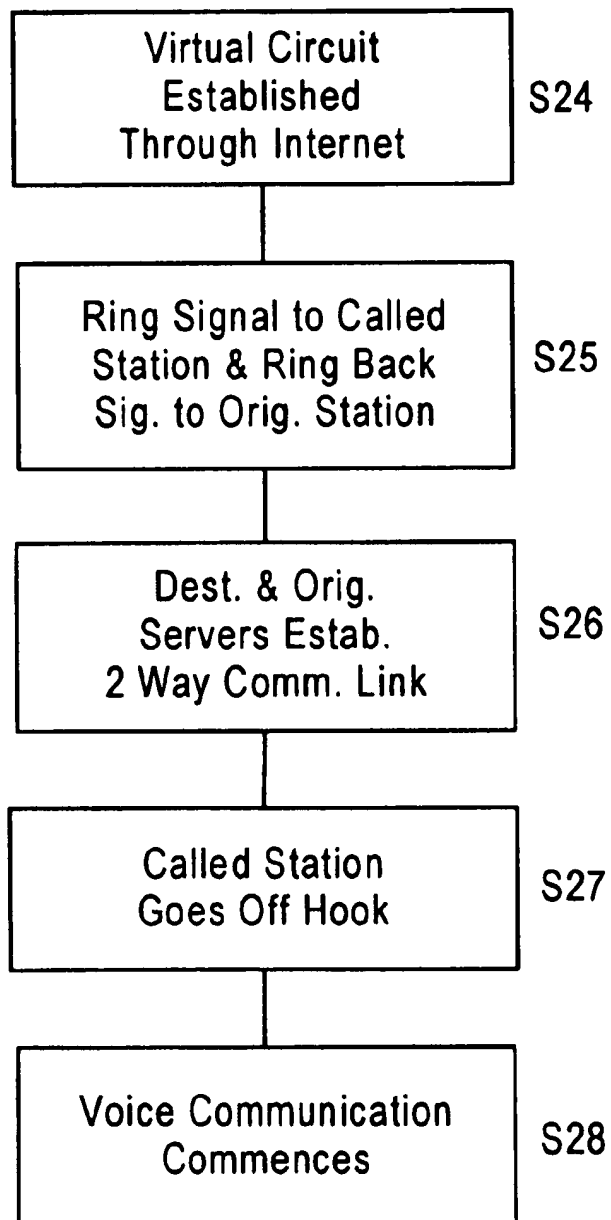 Virtual Circuit
Established
Through Internet
S24
Ring Signal to Called
Station & Ring Back
Sig. to Orig. Station
S25
Dest. & Orig.
Servers Estab.
2 Way Comm. Link
S26
Called Station
Goes Off Hook
S27
Voice Communication
Commences
S28